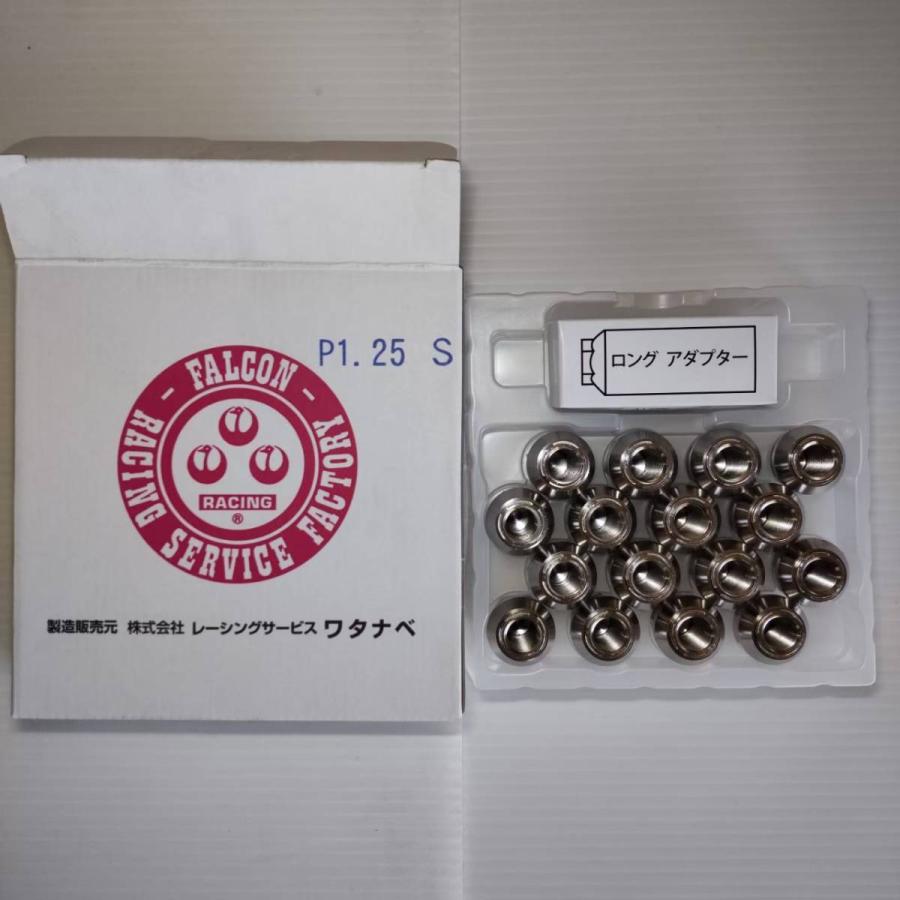 P1.25 S
FALCON
RACING SERVICE FACTORY
RACING
®
製造販売元 株式会社 レーシングサービス ワタナベ
ロング アダプター